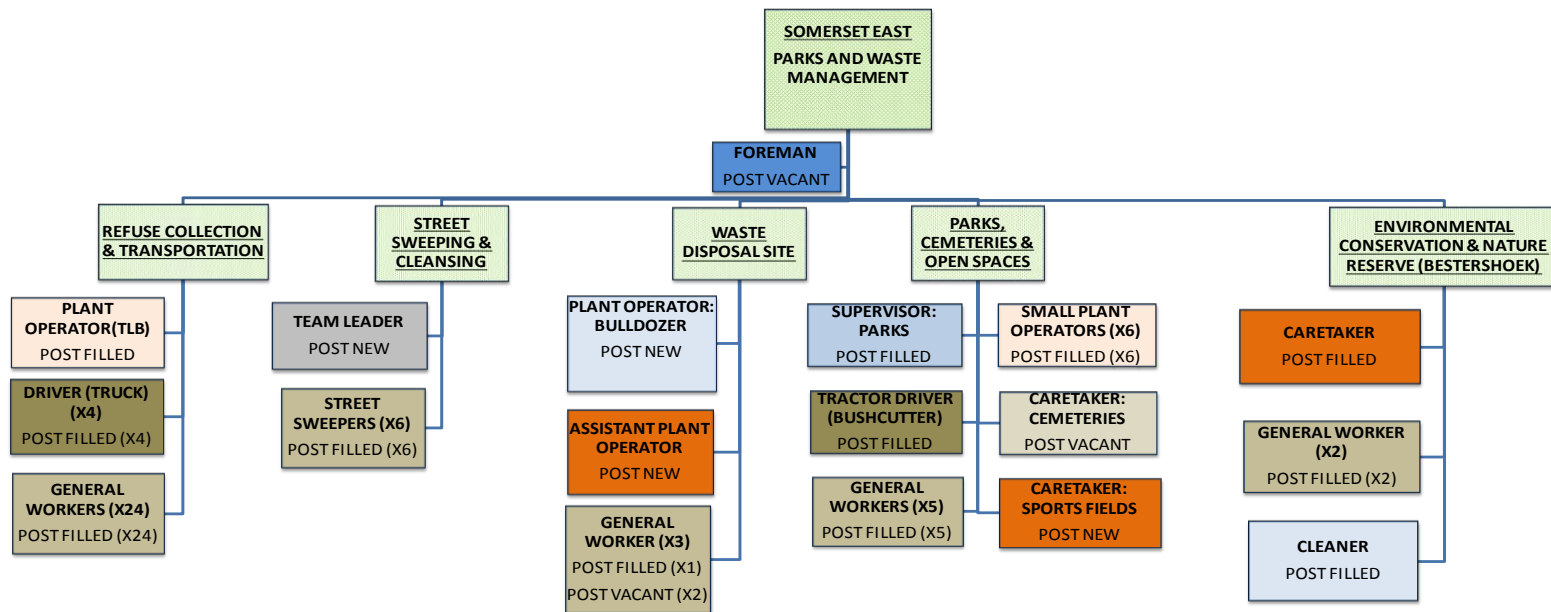 SOMERSET EAST
PARKS AND WASTE
MANAGEMENT
FOREMAN
POST VACANT
REFUSE COLLECTION
& TRANSPORTATION
PLANT
OPERATOR(TLB)
POST FILLED
DRIVER (TRUCK)
(X4)
POST FILLED (X4)
GENERAL
WORKERS (X24)
POST FILLED (X24)
STREET
SWEEPING &
CLEANSING
TEAM LEADER
POST NEW
STREET
SWEEPERS (X6)
POST FILLED (X6)
WASTE
DISPOSAL SITE
PLANT OPERATOR:
BULLDOZER
POST NEW
ASSISTANT PLANT
OPERATOR
POST NEW
GENERAL
WORKER (X3)
POST FILLED (X1)
POST VACANT (X2)
PARKS,
CEMETERIES &
OPEN SPACES
SUPERVISOR:
PARKS
POST FILLED
SMALL PLANT
OPERATORS (X6)
POST FILLED (X6)
TRACTOR DRIVER
(BUSHCUTTER)
POST FILLED
CARETAKER:
CEMETERIES
POST VACANT
GENERAL
WORKERS (X5)
POST FILLED (X5)
CARETAKER:
SPORTS FIELDS
POST NEW
ENVIRONMENTAL
CONSERVATION & NATURE
RESERVE (BESTERSHOEK)
CARETAKER
POST FILLED
GENERAL WORKER
(X2)
POST FILLED (X2)
CLEANER
POST FILLED